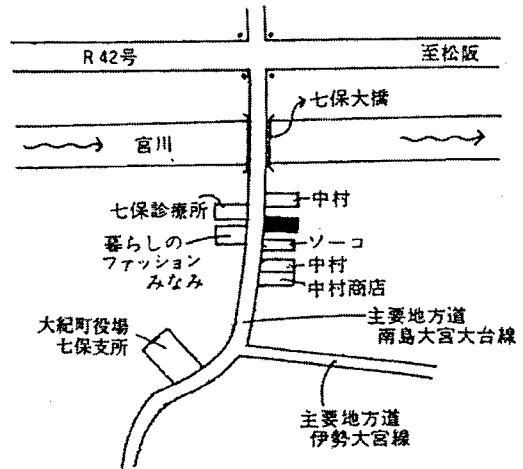 R42号
至松阪
七保大橋
宮川
中村
七保診療所
暮らしの
ファッション
みなみ
ソーコ
中村
中村商店
大紀町役場
七保支所
主要地方道
南島大宮大台線
主要地方道
伊勢大宮線